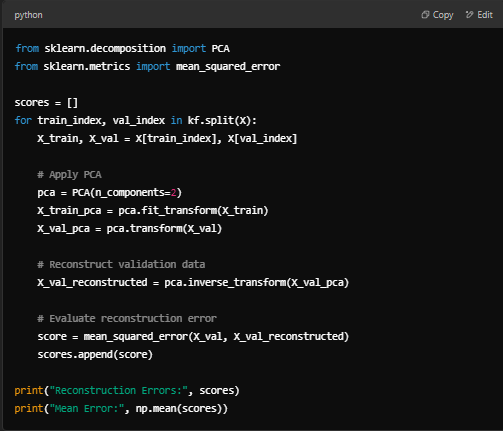 python
Copy
Edit
from sklearn.decomposition import PCA
from sklearn.metrics import mean_squared_error

scores = []
for train_index, val_index in kf.split(X):
    X_train, X_val = X[train_index], X[val_index]

    # Apply PCA
    pca = PCA(n_components=2)
    X_train_pca = pca.fit_transform(X_train)
    X_val_pca = pca.transform(X_val)

    # Reconstruct validation data
    X_val_reconstructed = pca.inverse_transform(X_val_pca)

    # Evaluate reconstruction error
    score = mean_squared_error(X_val, X_val_reconstructed)
    scores.append(score)

print("Reconstruction Errors:", scores)
print("Mean Error:", np.mean(scores))